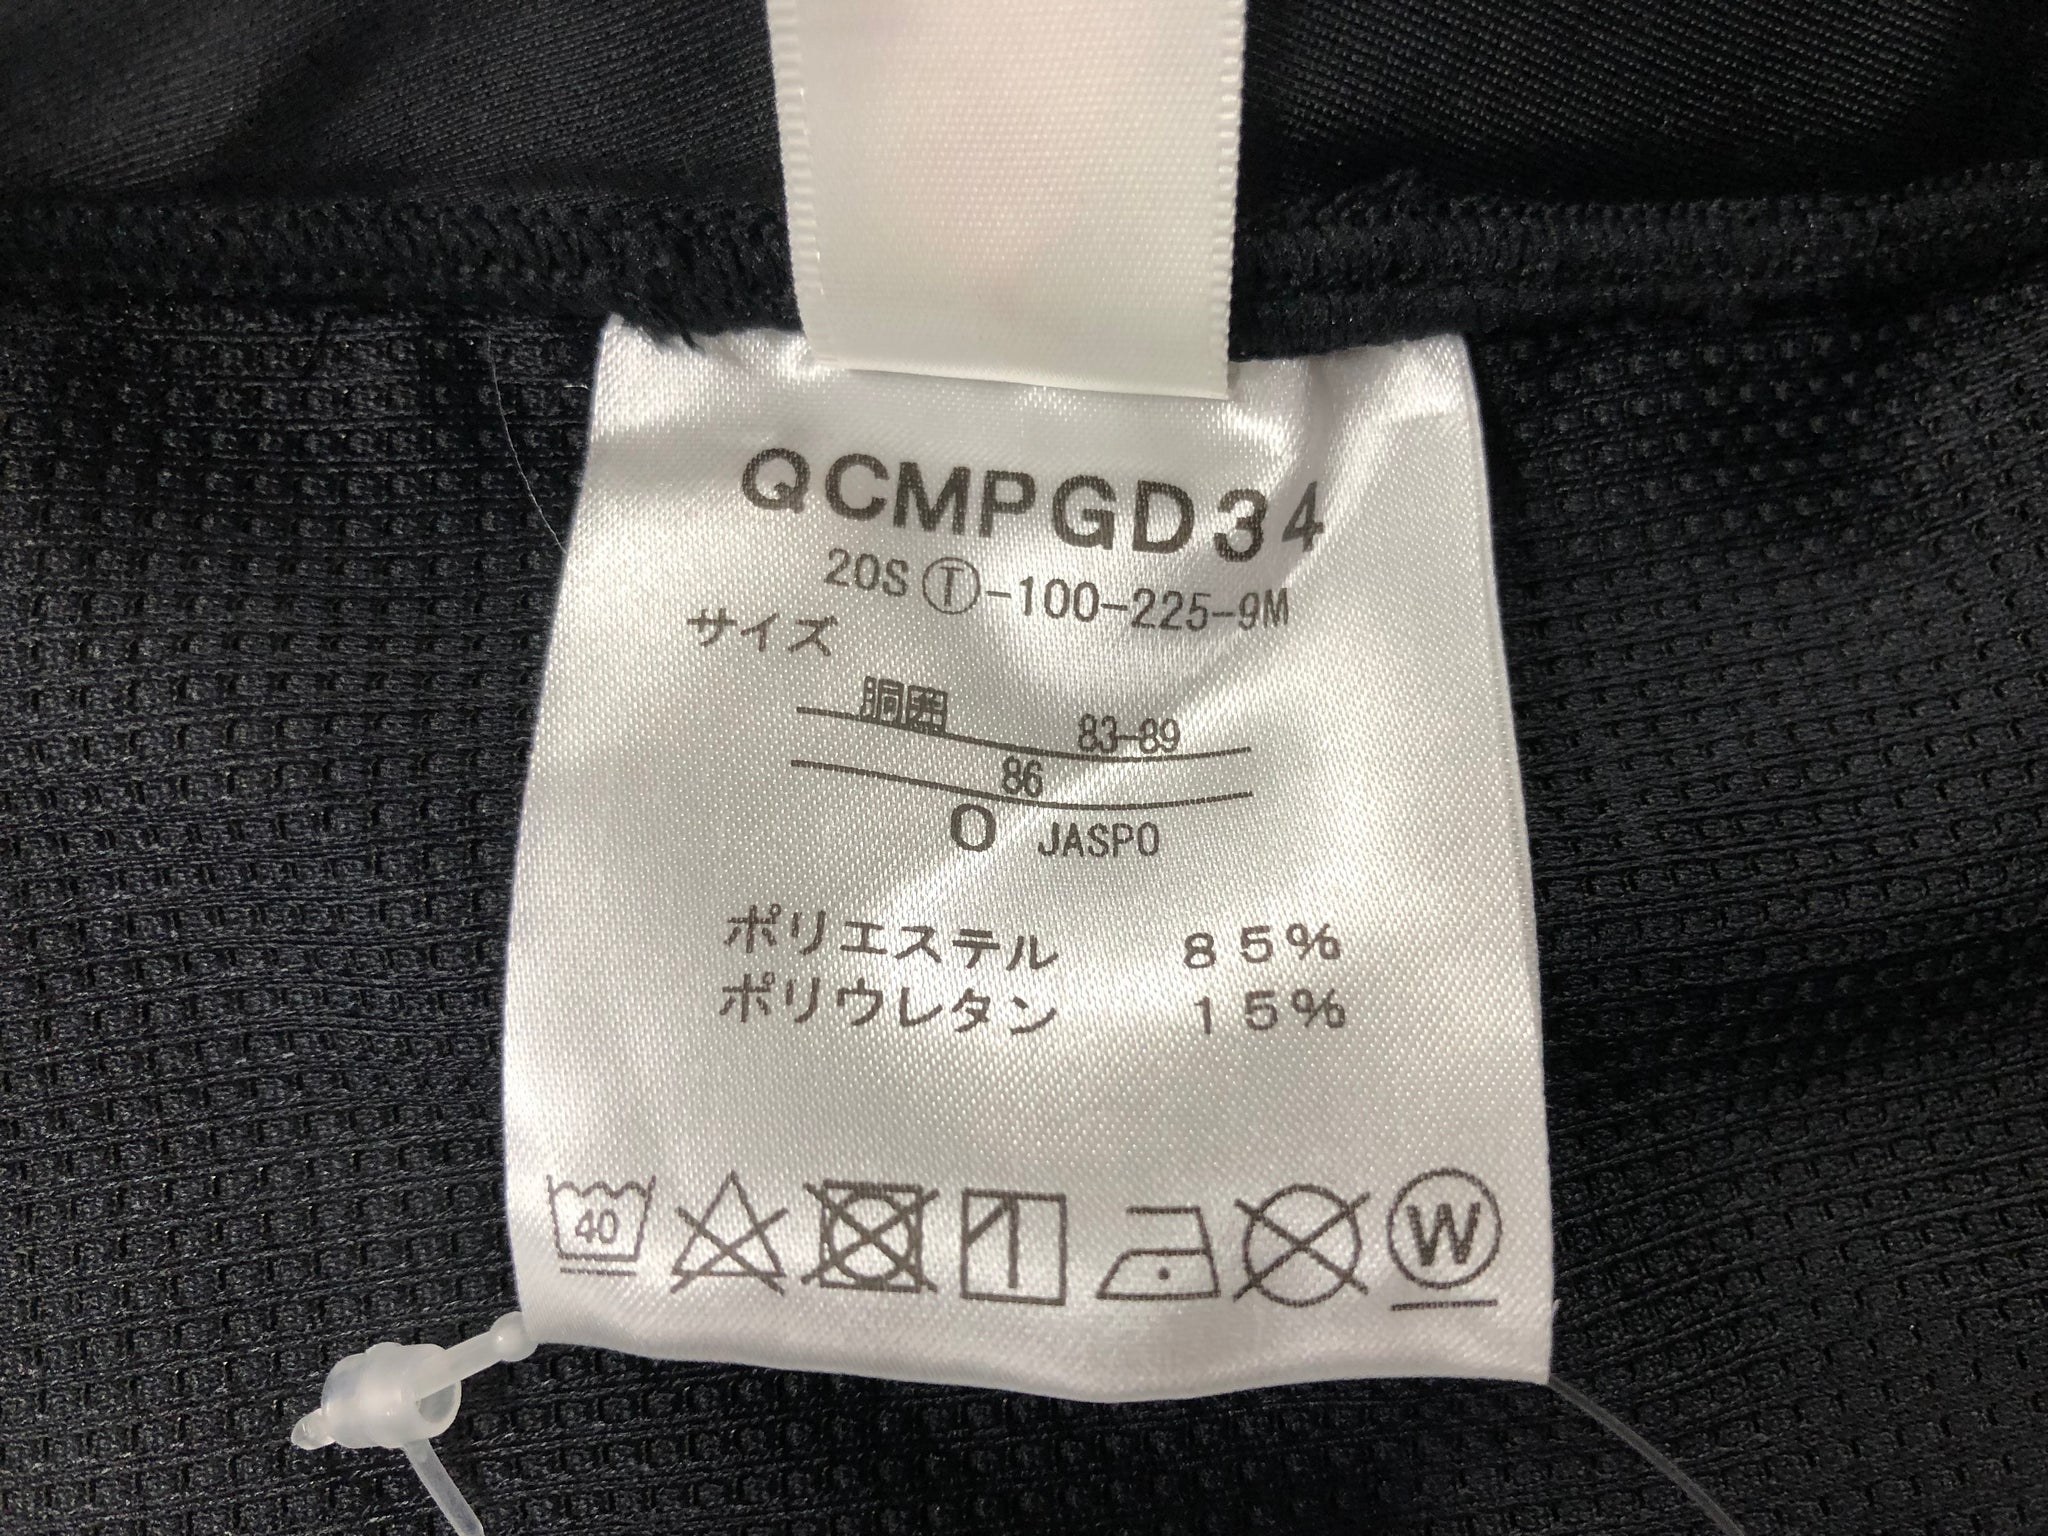 QCMPGD34
20SⓉ-100-225-9M
サイズ
胴囲 83-89
86
O JASPO
ポリエステル 85%
ポリウレタン 15%
40
W